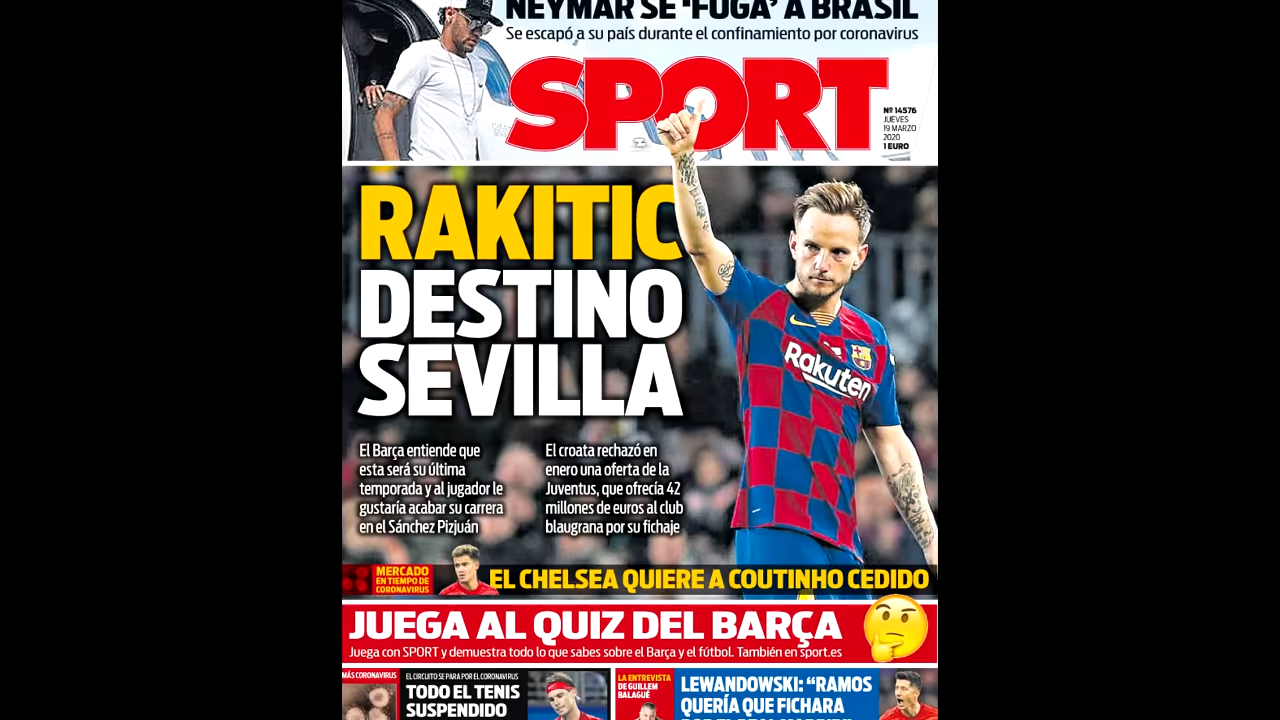 NEYMAR SE 'FUGA' A BRASIL
Se escapó a su país durante el confinamiento por coronavirus
SPORT
Nº 14576
JUEVES
19 MARZO
2020
1 EURO
RAKITIC
DESTINO
SEVILLA
El Barça entiende que
esta será su última
temporada y al jugador le
gustaría acabar su carrera
en el Sánchez Pizjuán
El croata rechazó en
enero una oferta de la
Juventus, que ofrecía 42
millones de euros al club
blaugrana por su fichaje
Rakuten
MERCADO
EN TIEMPO DE
CORONAVIRUS
EL CHELSEA QUIERE A COUTINHO CEDIDO
JUEGA AL QUIZ DEL BARÇA
Juega con SPORT y demuestra todo lo que sabes sobre el Barça y el fútbol. También en sport.es
MÁS CORONAVIRUS
EL CIRCUITO SE PARA POR EL CORONAVIRUS
TODO EL TENIS
SUSPENDIDO
LA ENTREVISTA
DE GUILLEM
BALAGUÉ
LEWANDOWSKI: “RAMOS
QUERÍA QUE FICHARA